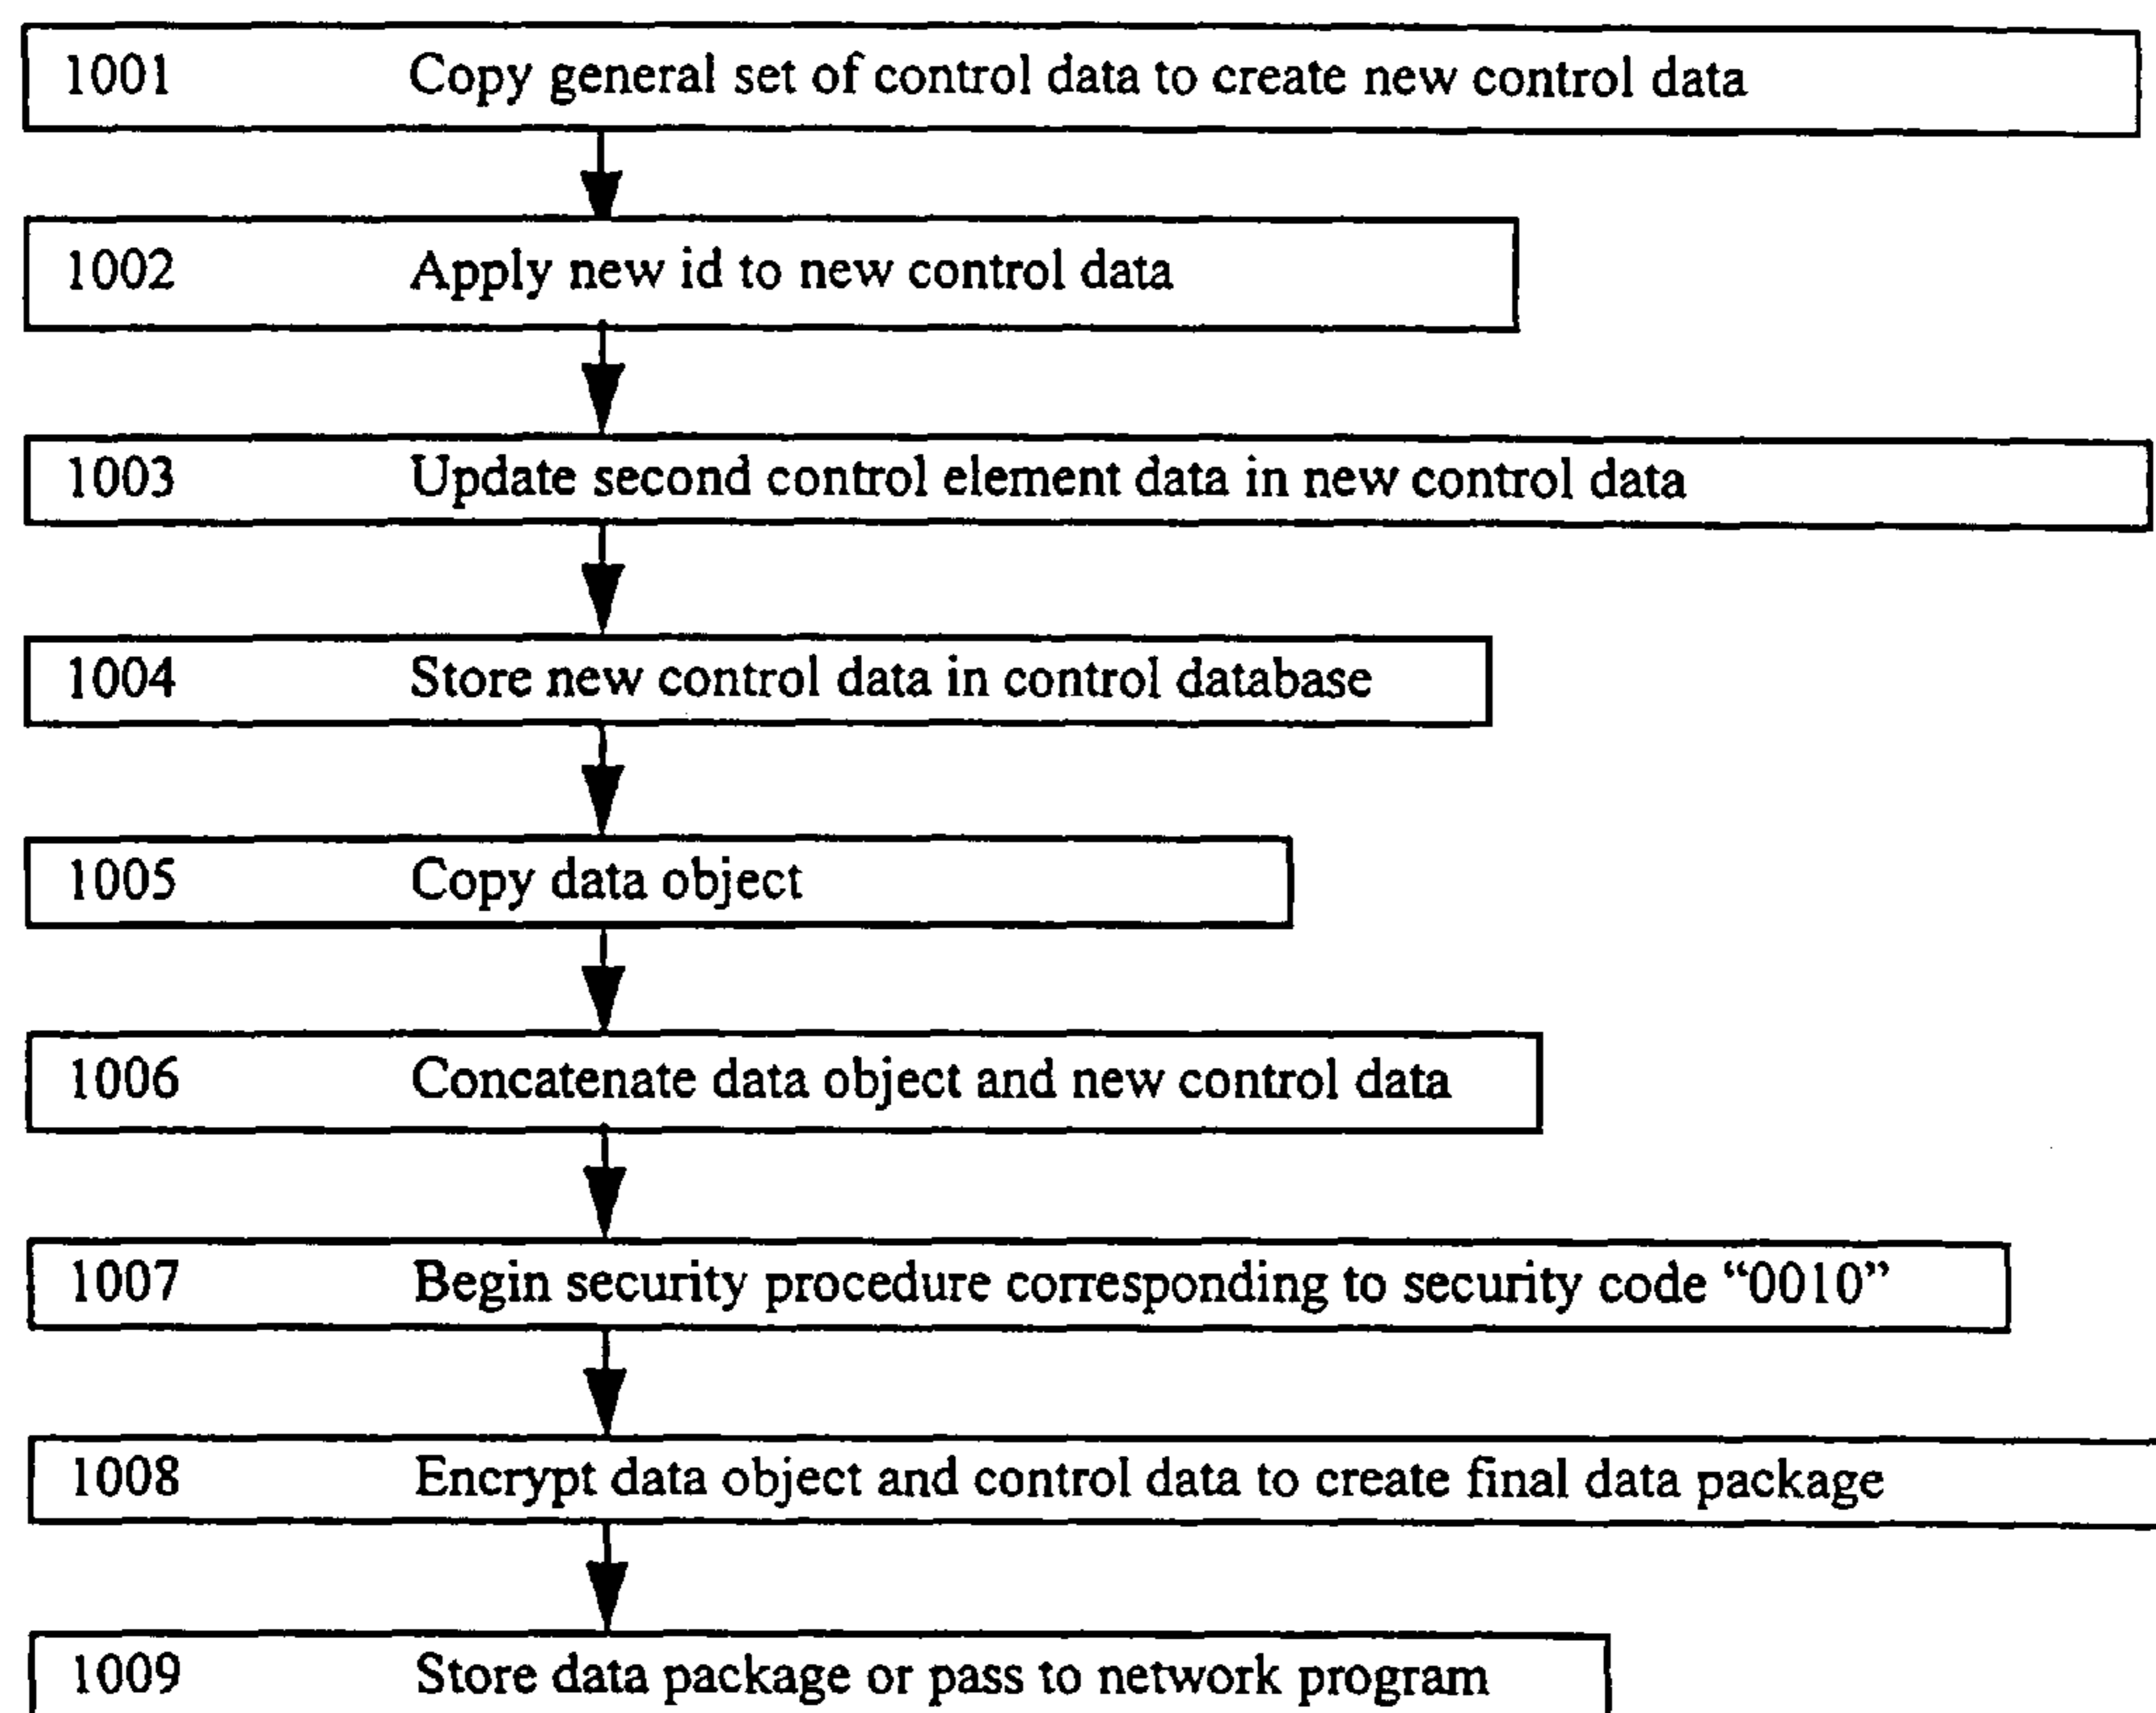 1001 Copy general set of control data to create new control data
1002 Apply new id to new control data
1003 Update second control element data in new control data
1004 Store new control data in control database
1005 Copy data object
1006 Concatenate data object and new control data
1007 Begin security procedure corresponding to security code “0010”
1008 Encrypt data object and control data to create final data package
1009 Store data package or pass to network program